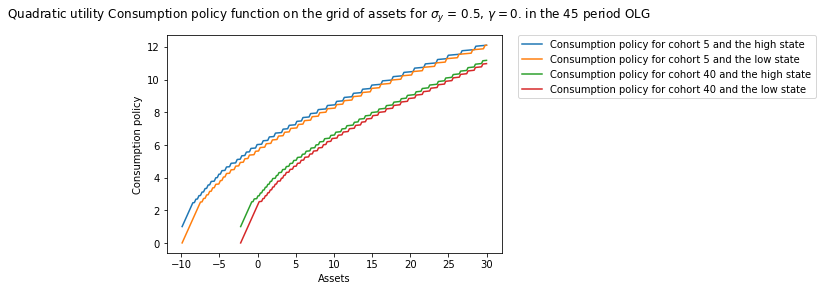 Quadratic utility Consumption policy function on the grid of assets for $\sigma_y$ = 0.5, $\gamma = 0$. in the 45 period OLG
Consumption policy for cohort 5 and the high state
Consumption policy for cohort 5 and the low state
Consumption policy for cohort 40 and the high state
Consumption policy for cohort 40 and the low state
Consumption policy
12
10
8
6
4
2
0
−10 −5 0 5 10 15 20 25 30
Assets